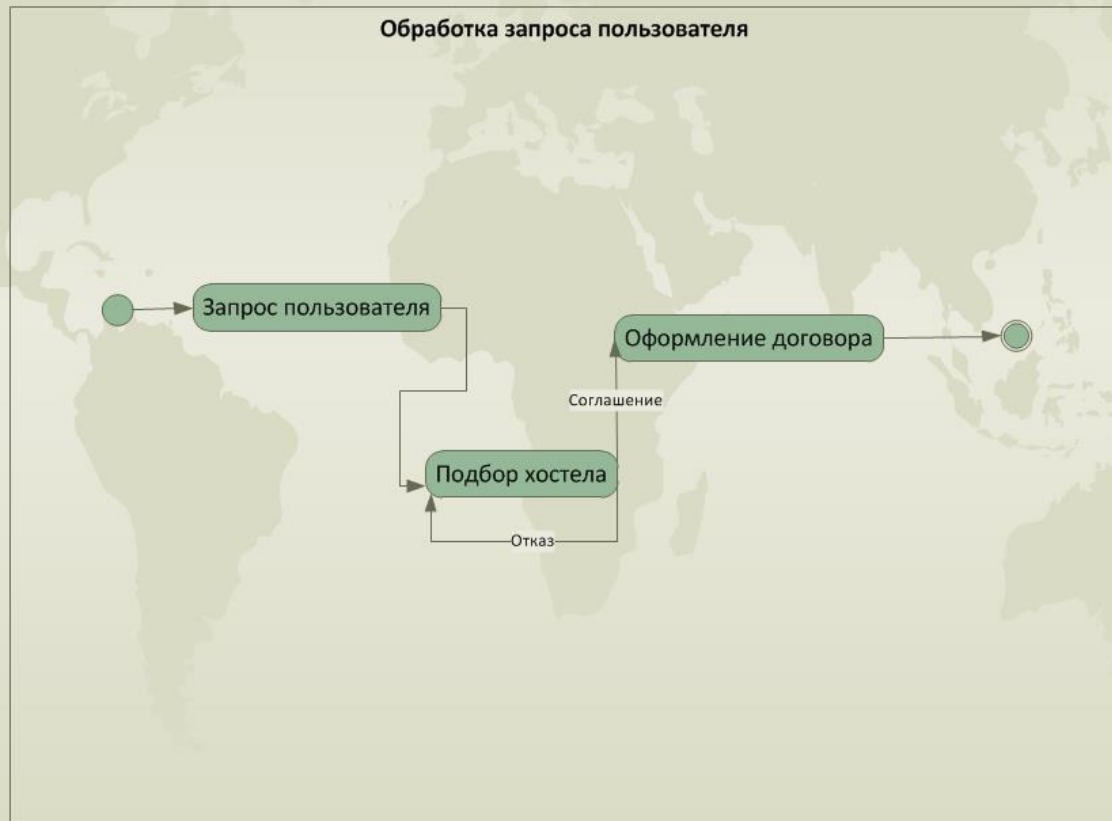 Обработка запроса пользователя
Запрос пользователя
Оформление договора
Соглашение
Подбор хостела
Отказ